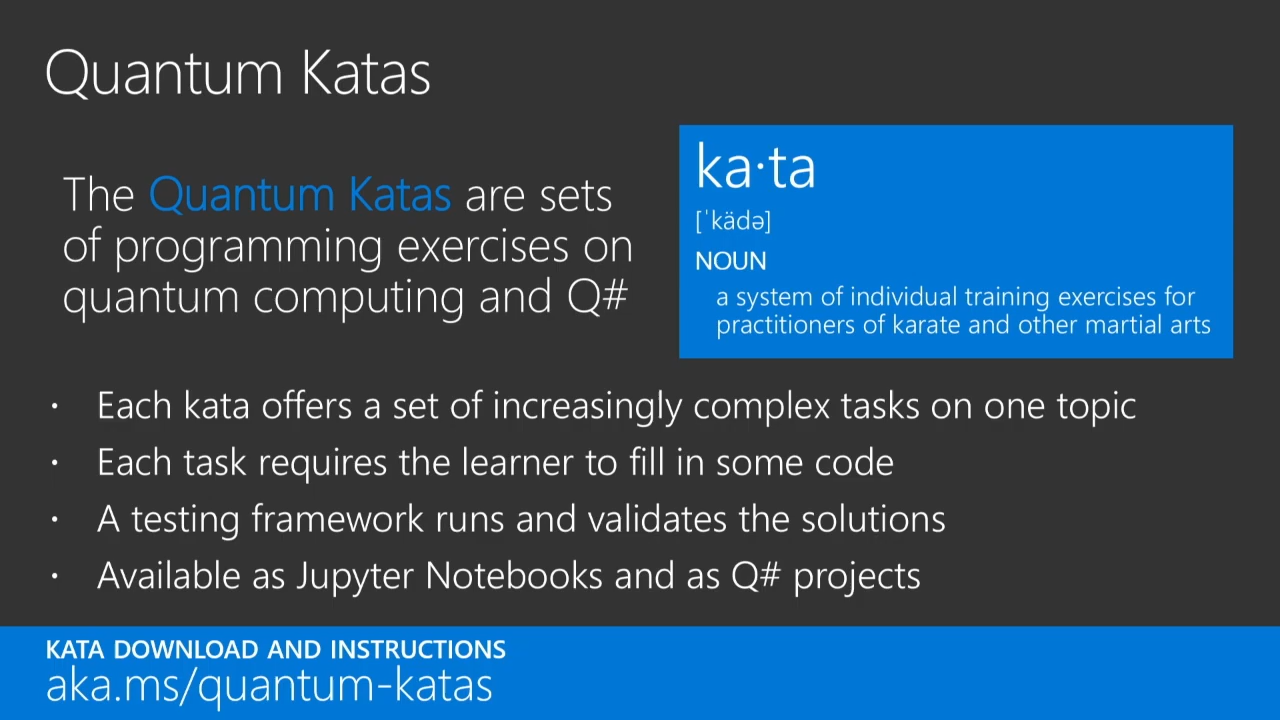 Quantum Katas
The Quantum Katas are sets
of programming exercises on
quantum computing and Q#
ka·ta
[ˈkädə]
NOUN
a system of individual training exercises for
practitioners of karate and other martial arts
· Each kata offers a set of increasingly complex tasks on one topic
· Each task requires the learner to fill in some code
· A testing framework runs and validates the solutions
· Available as Jupyter Notebooks and as Q# projects
KATA DOWNLOAD AND INSTRUCTIONS
aka.ms/quantum-katas